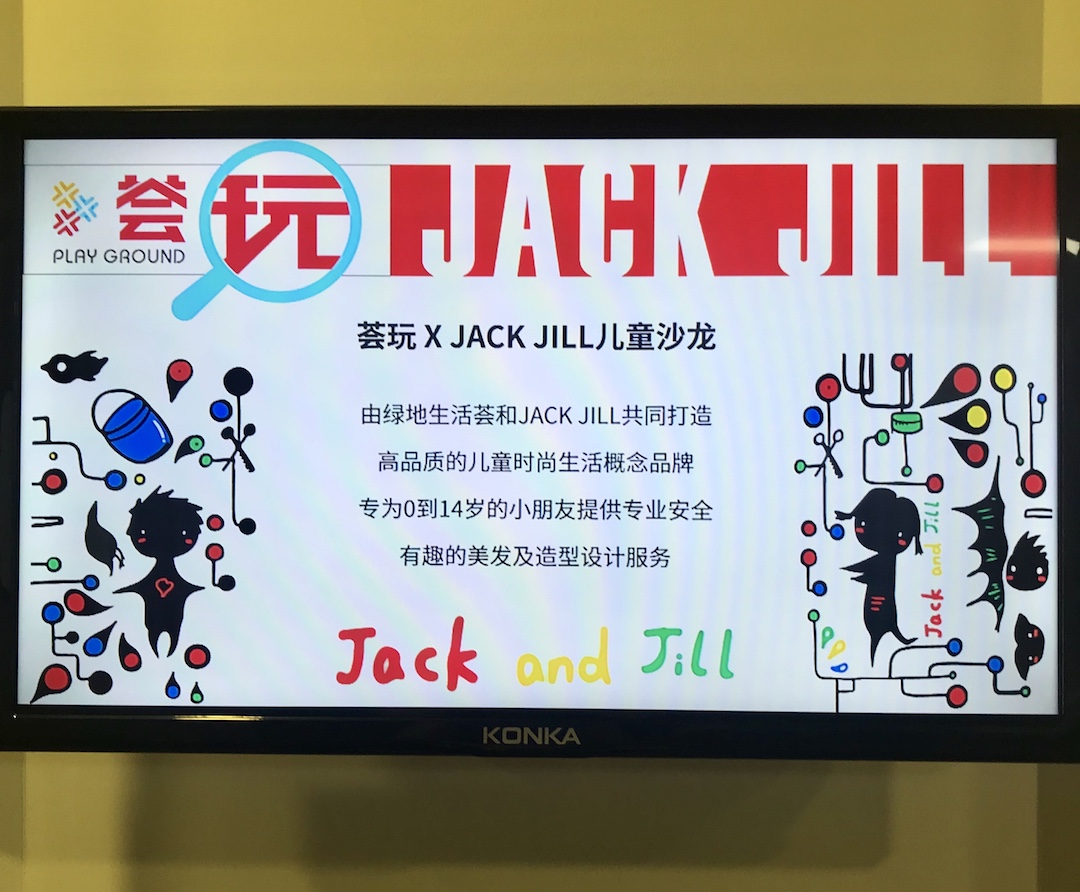 荟玩 JACK JILL
PLAY GROUND
荟玩 X JACK JILL儿童沙龙
由绿地生活荟和JACK JILL共同打造
高品质的儿童时尚生活概念品牌
专为0到14岁的小朋友提供专业安全
有趣的美发及造型设计服务
Jack and Jill
Jack and Jill
KONKA